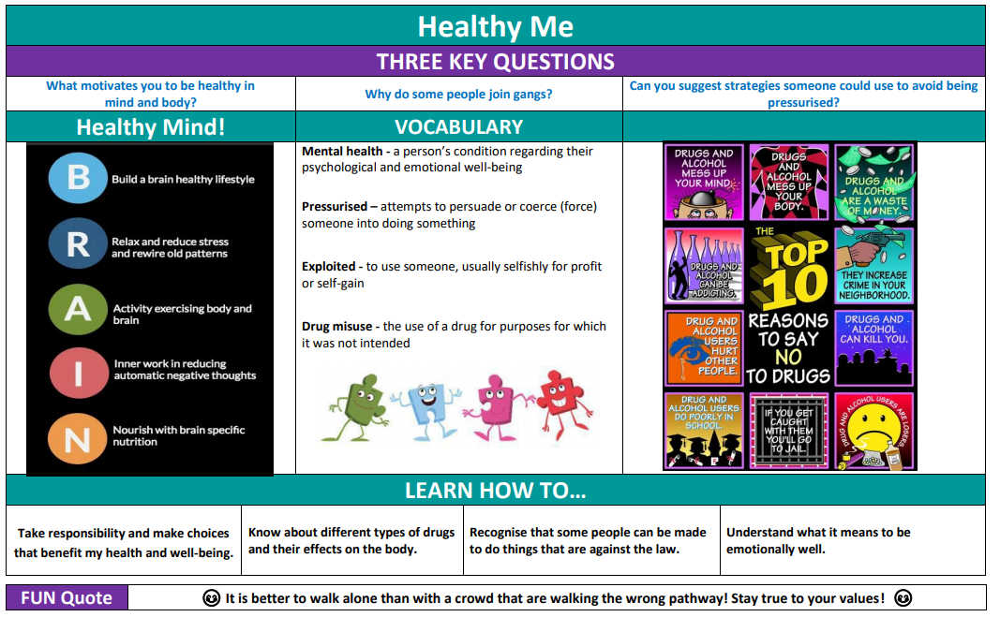 Healthy Me
THREE KEY QUESTIONS
What motivates you to be healthy in
mind and body?
Why do some people join gangs?
Can you suggest strategies someone could use to avoid being
pressurised?
Healthy Mind!
VOCABULARY
B
Build a brain healthy lifestyle
R
Relax and reduce stress
and rewire old patterns
A
Activity exercising body and
brain
I
Inner work in reducing
automatic negative thoughts
N
Nourish with brain specific
nutrition
Mental health - a person’s condition regarding their
psychological and emotional well-being
Pressurised – attempts to persuade or coerce (force)
someone into doing something
Exploited - to use someone, usually selfishly for profit
or self-gain
Drug misuse - the use of a drug for purposes for which
it was not intended
DRUGS AND
ALCOHOL
MESS UP
YOUR MIND.
DRUGS
AND
ALCOHOL
MESS UP
YOUR
BODY.
DRUGS AND
ALCOHOL
ARE A WASTE
OF MONEY.
DRUGS AND
ALCOHOL
CAN BE
ADDICTING.
THE
TOP
10
REASONS
TO SAY
NO
TO DRUGS
THEY INCREASE
CRIME IN YOUR
NEIGHBORHOOD.
DRUG AND
ALCOHOL
USERS
HURT
OTHER
PEOPLE.
DRUGS AND
ALCOHOL
CAN KILL YOU.
DRUG AND
ALCOHOL USERS
DO POORLY IN
SCHOOL.
IF YOU GET
CAUGHT
WITH THEM
YOU'LL GO
TO JAIL.
DRUG AND ALCOHOL USERS ARE LOSERS.
LEARN HOW TO…
Take responsibility and make choices
that benefit my health and well-being.
Know about different types of drugs
and their effects on the body.
Recognise that some people can be made
to do things that are against the law.
Understand what it means to be
emotionally well.
FUN Quote
It is better to walk alone than with a crowd that are walking the wrong pathway! Stay true to your values!